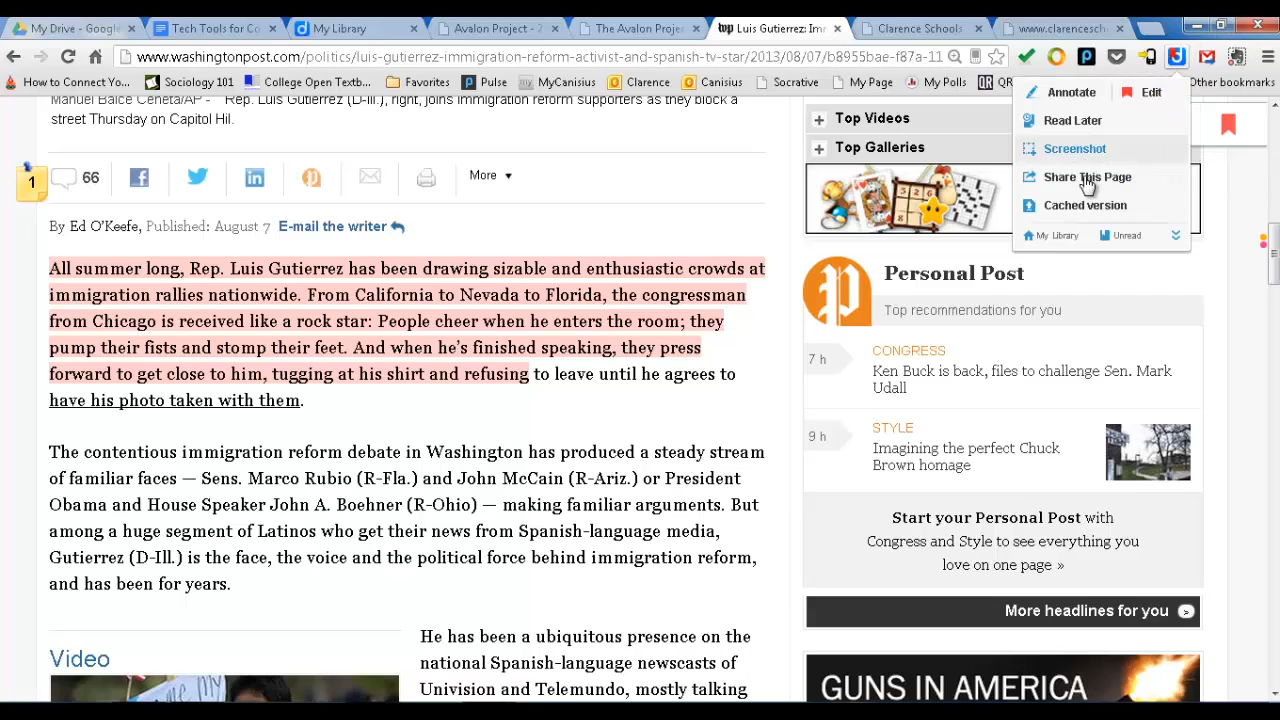 My Drive - Google
Tech Tools for Co
My Library
Avalon Project -
The Avalon Projec
Luis Gutierrez: Imm
Clarence Schools
www.clarencesch
www.washingtonpost.com/politics/luis-gutierrez-immigration-reform-activist-and-spanish-tv-star/2013/08/07/b8955bae-f87a-11
How to Connect Yo
Sociology 101
College Open Textb
Favorites
Pulse
MyCanisius
Clarence
Canisius
Socrative
My Page
My Polls
QR
Other bookmarks
Annotate
Edit
Read Later
Screenshot
Share This Page
Cached version
My Library
Unread
Manuel Balce Ceneta/AP - Rep. Luis Gutierrez (D-Ill.), right, joins immigration reform supporters as they block a
street Thursday on Capitol Hil.
1
66
More
By Ed O'Keefe, Published: August 7 E-mail the writer
All summer long, Rep. Luis Gutierrez has been drawing sizable and enthusiastic crowds at
immigration rallies nationwide. From California to Nevada to Florida, the congressman
from Chicago is received like a rock star: People cheer when he enters the room; they
pump their fists and stomp their feet. And when he's finished speaking, they press
forward to get close to him, tugging at his shirt and refusing to leave until he agrees to
have his photo taken with them.
The contentious immigration reform debate in Washington has produced a steady stream
of familiar faces — Sens. Marco Rubio (R-Fla.) and John McCain (R-Ariz.) or President
Obama and House Speaker John A. Boehner (R-Ohio) — making familiar arguments. But
among a huge segment of Latinos who get their news from Spanish-language media,
Gutierrez (D-Ill.) is the face, the voice and the political force behind immigration reform,
and has been for years.
Video
He has been a ubiquitous presence on the
national Spanish-language newscasts of
Univision and Telemundo, mostly talking
Top Videos
Top Galleries
Personal Post
Top recommendations for you
7 h
CONGRESS
Ken Buck is back, files to challenge Sen. Mark
Udall
9 h
STYLE
Imagining the perfect Chuck
Brown homage
Start your Personal Post with
Congress and Style to see everything you
love on one page »
More headlines for you
GUNS IN AMERICA